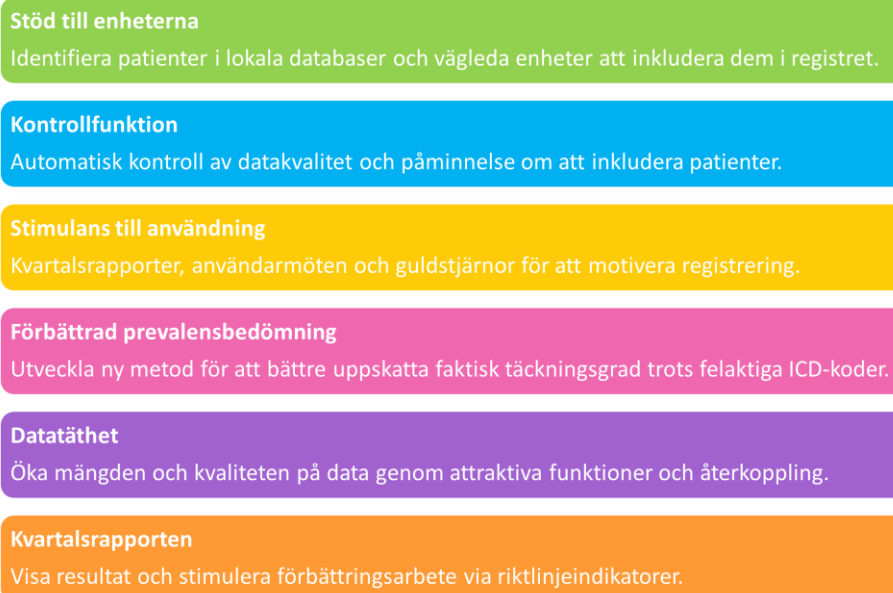 Stöd till enheterna
Identifiera patienter i lokala databaser och vägleda enheter att inkludera dem i registret.
Kontrollfunktion
Automatisk kontroll av datakvalitet och påminnelse om att inkludera patienter.
Stimulans till användning
Kvartalsrapporter, användarmöten och guldstjärnor för att motivera registrering.
Förbättrad prevalensbedömning
Utveckla ny metod för att bättre uppskatta faktisk täckningsgrad trots felaktiga ICD-koder.
Datatäthet
Öka mängden och kvaliteten på data genom attraktiva funktioner och återkoppling.
Kvartalsrapporten
Visa resultat och stimulera förbättringsarbete via riktlinjeindikatorer.